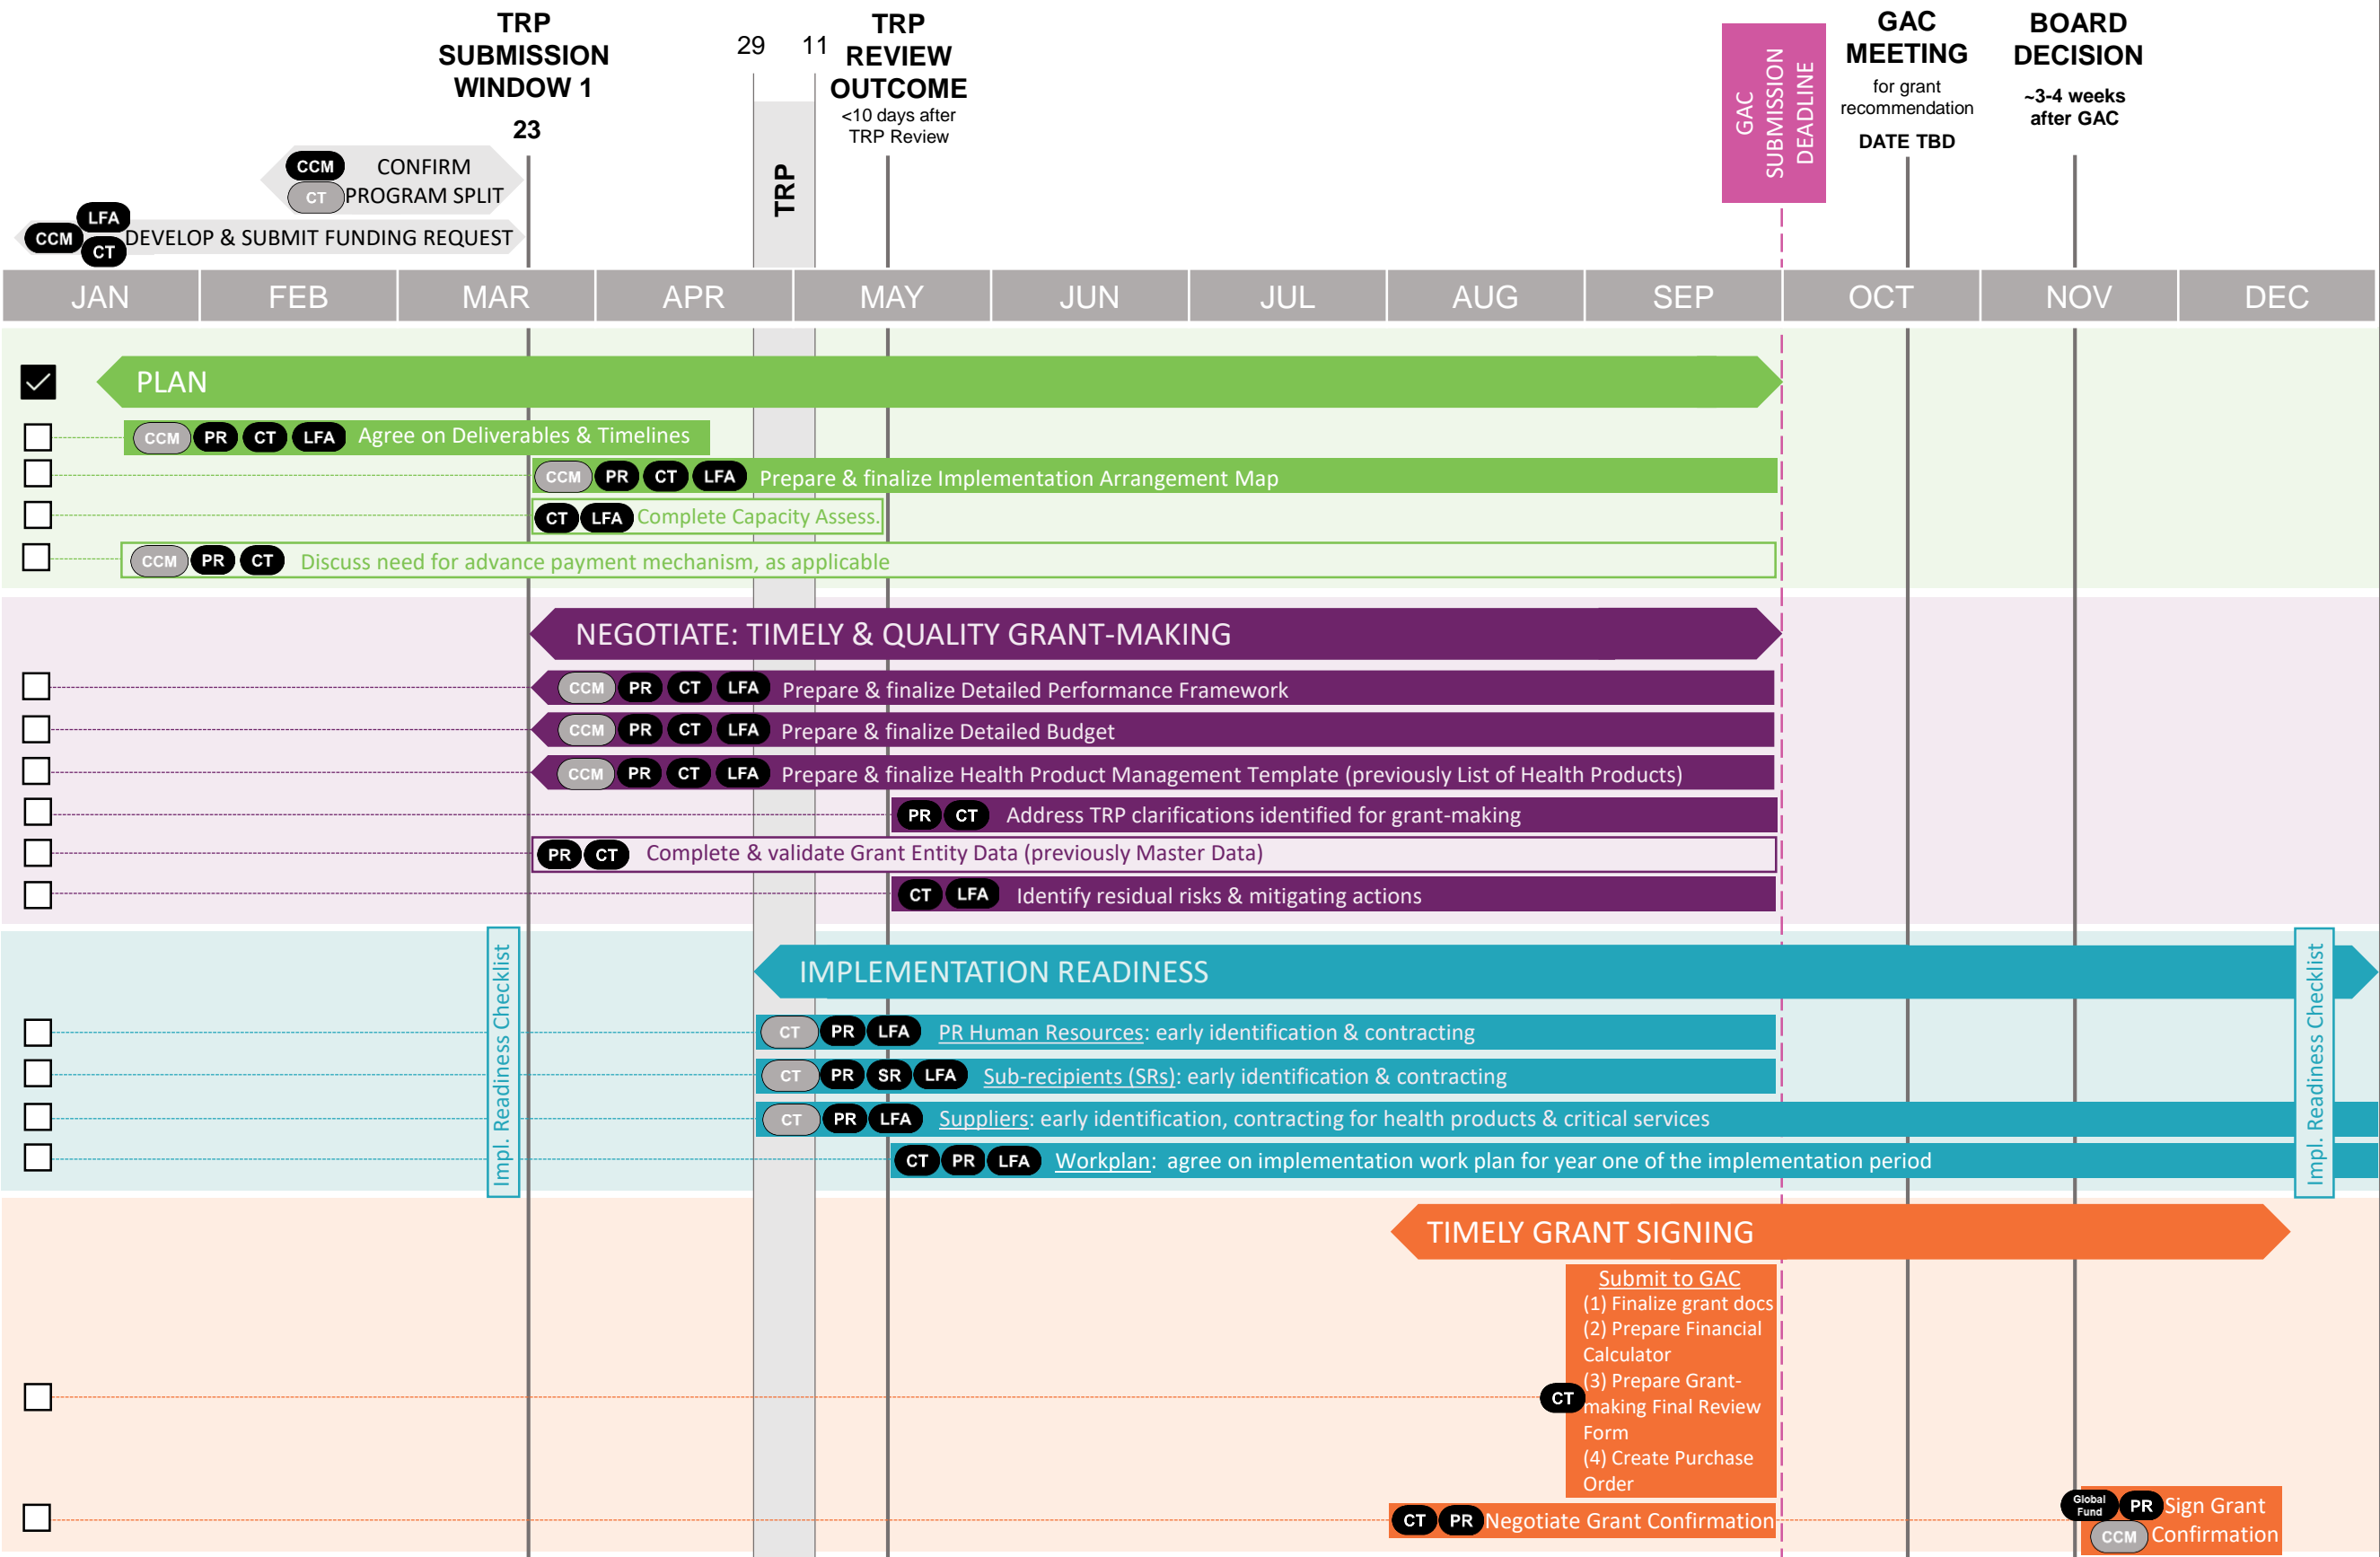 TRP
SUBMISSION
WINDOW 1
23
29
11
TRP
REVIEW
OUTCOME
<10 days after
TRP Review
GAC
SUBMISSION
DEADLINE
GAC
MEETING
for grant
recommendation
DATE TBD
BOARD
DECISION
~3-4 weeks
after GAC
TRP
CCM CONFIRM
CT PROGRAM SPLIT
LFA
CCM DEVELOP & SUBMIT FUNDING REQUEST
CT
JAN FEB MAR APR MAY JUN JUL AUG SEP OCT NOV DEC
PLAN
CCM PR CT LFA Agree on Deliverables & Timelines
CCM PR CT LFA Prepare & finalize Implementation Arrangement Map
CT LFA Complete Capacity Assess.
CCM PR CT Discuss need for advance payment mechanism, as applicable
NEGOTIATE: TIMELY & QUALITY GRANT-MAKING
CCM PR CT LFA Prepare & finalize Detailed Performance Framework
CCM PR CT LFA Prepare & finalize Detailed Budget
CCM PR CT LFA Prepare & finalize Health Product Management Template (previously List of Health Products)
PR CT Address TRP clarifications identified for grant-making
PR CT Complete & validate Grant Entity Data (previously Master Data)
CT LFA Identify residual risks & mitigating actions
Impl. Readiness Checklist
IMPLEMENTATION READINESS
CT PR LFA PR Human Resources: early identification & contracting
CT PR SR LFA Sub-recipients (SRs): early identification & contracting
CT PR LFA Suppliers: early identification, contracting for health products & critical services
CT PR LFA Workplan: agree on implementation work plan for year one of the implementation period
Impl. Readiness Checklist
TIMELY GRANT SIGNING
Submit to GAC
(1) Finalize grant docs
(2) Prepare Financial
Calculator
(3) Prepare Grant-
CT making Final Review
Form
(4) Create Purchase
Order
CT PR Negotiate Grant Confirmation
Global Fund PR Sign Grant
CCM Confirmation